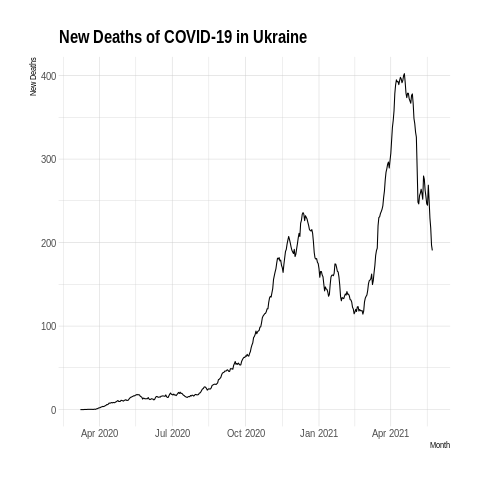 New Deaths of COVID-19 in Ukraine
New Deaths
400
300
200
100
0
Apr 2020 Jul 2020 Oct 2020 Jan 2021 Apr 2021
Month